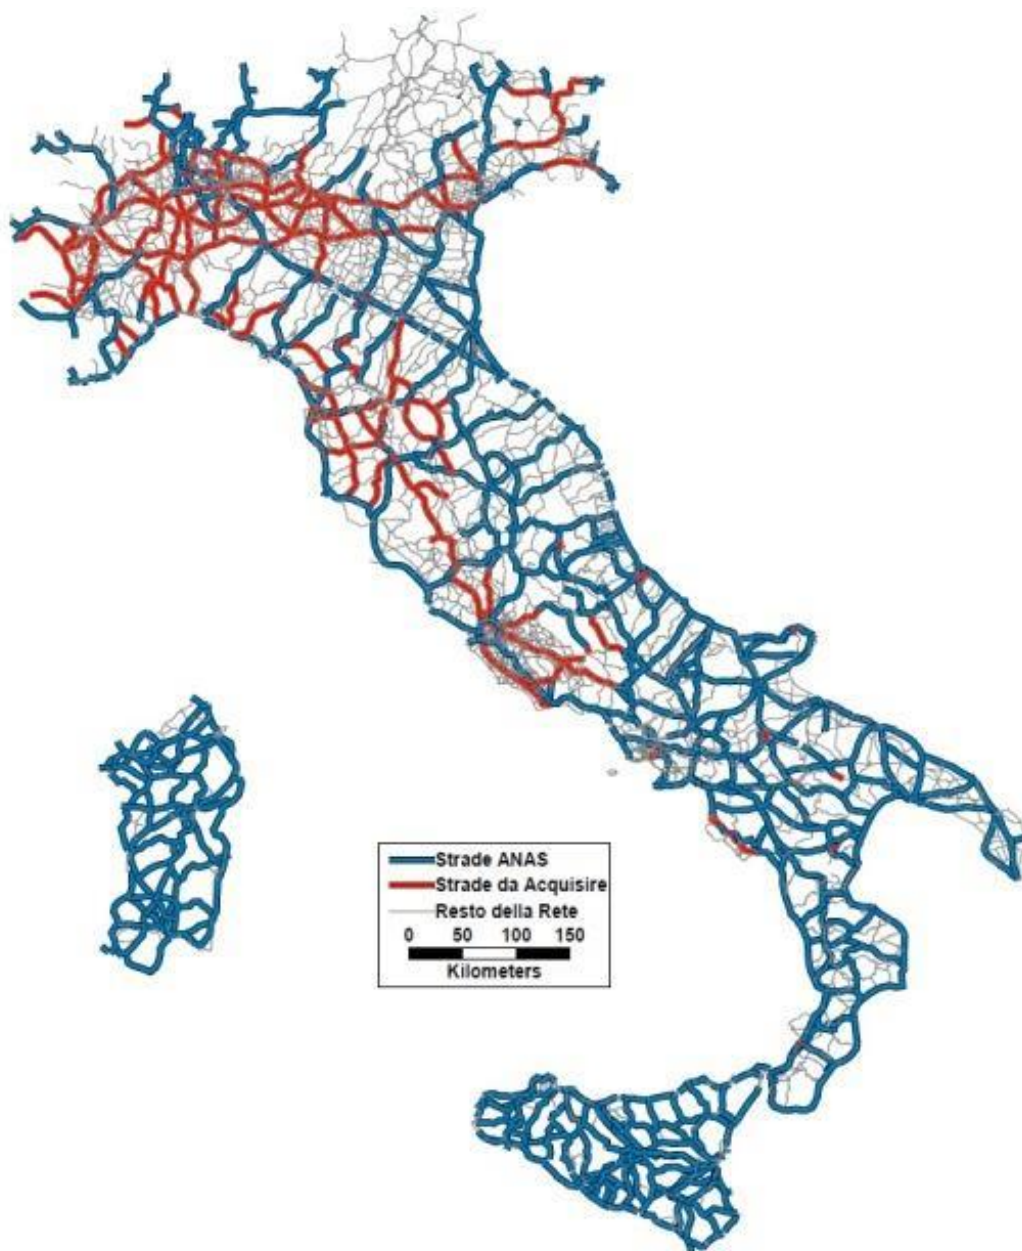 Strade ANAS
Strade da Acquisire
Resto della Rete
0 50 100 150
Kilometers